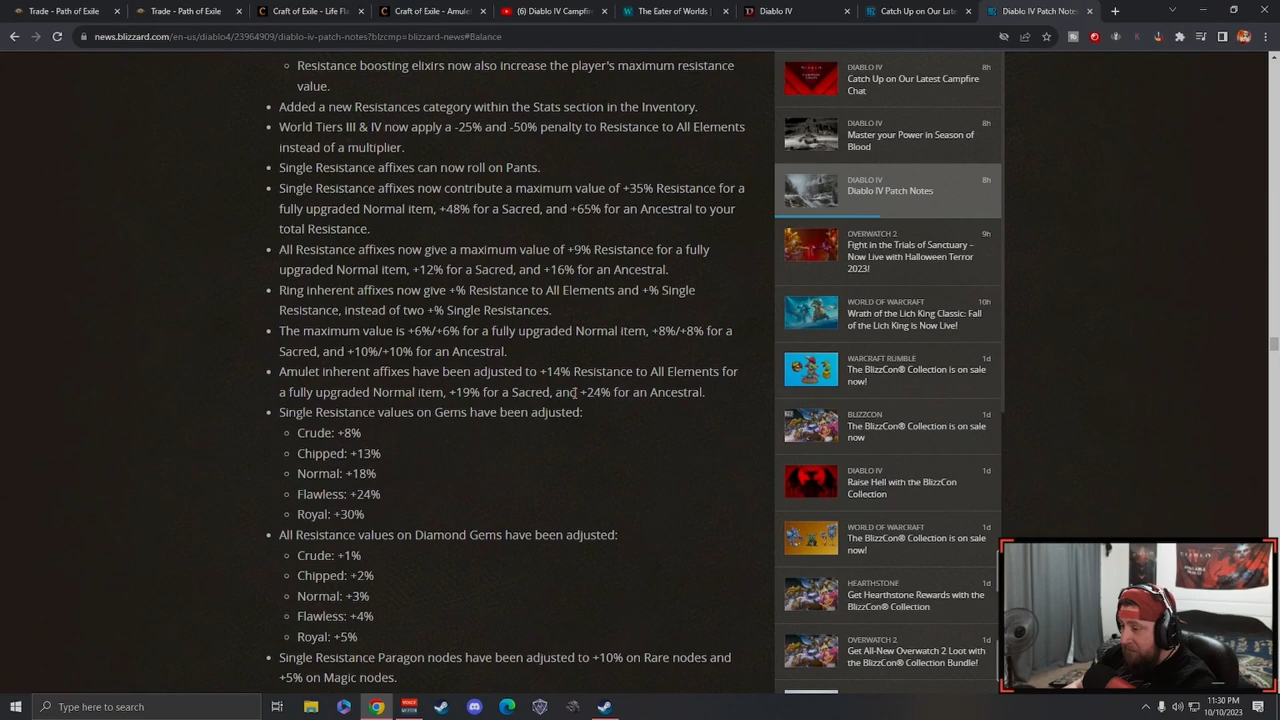 Trade - Path of Exile
Trade - Path of Exile
Craft of Exile - Life Fla
Craft of Exile - Amule
(6) Diablo IV Campfire
The Eater of Worlds
Diablo IV
Catch Up on Our Late
Diablo IV Patch Notes
news.blizzard.com/en-us/diablo4/23964909/diablo-iv-patch-notes?blzcmp=blizzard-news#Balance
Resistance boosting elixirs now also increase the player's maximum resistance
value.
Added a new Resistances category within the Stats section in the Inventory.
World Tiers III & IV now apply a -25% and -50% penalty to Resistance to All Elements
instead of a multiplier.
Single Resistance affixes can now roll on Pants.
Single Resistance affixes now contribute a maximum value of +35% Resistance for a
fully upgraded Normal item, +48% for a Sacred, and +65% for an Ancestral to your
total Resistance.
All Resistance affixes now give a maximum value of +9% Resistance for a fully
upgraded Normal item, +12% for a Sacred, and +16% for an Ancestral.
Ring inherent affixes now give +% Resistance to All Elements and +% Single
Resistance, instead of two +% Single Resistances.
The maximum value is +6%/+6% for a fully upgraded Normal item, +8%/+8% for a
Sacred, and +10%/+10% for an Ancestral.
Amulet inherent affixes have been adjusted to +14% Resistance to All Elements for
a fully upgraded Normal item, +19% for a Sacred, and +24% for an Ancestral.
Single Resistance values on Gems have been adjusted:
Crude: +8%
Chipped: +13%
Normal: +18%
Flawless: +24%
Royal: +30%
All Resistance values on Diamond Gems have been adjusted:
Crude: +1%
Chipped: +2%
Normal: +3%
Flawless: +4%
Royal: +5%
Single Resistance Paragon nodes have been adjusted to +10% on Rare nodes and
+5% on Magic nodes.
DIABLO IV 8h
Catch Up on Our Latest Campfire
Chat
DIABLO IV 8h
Master your Power in Season of
Blood
DIABLO IV 8h
Diablo IV Patch Notes
OVERWATCH 2 9h
Fight in the Trials of Sanctuary –
Now Live with Halloween Terror
2023!
WORLD OF WARCRAFT 10h
Wrath of the Lich King Classic: Fall
of the Lich King is Now Live!
WARCRAFT RUMBLE 1d
The BlizzCon® Collection is on sale
now!
BLIZZCON 1d
The BlizzCon® Collection is on sale
now
DIABLO IV 1d
Raise Hell with the BlizzCon
Collection
WORLD OF WARCRAFT 1d
The BlizzCon® Collection is on sale
now!
HEARTHSTONE 1d
Get Hearthstone Rewards with the
BlizzCon® Collection
OVERWATCH 2 1d
Get All-New Overwatch 2 Loot with
the BlizzCon® Collection Bundle!
Type here to search
11:30 PM
10/10/2023